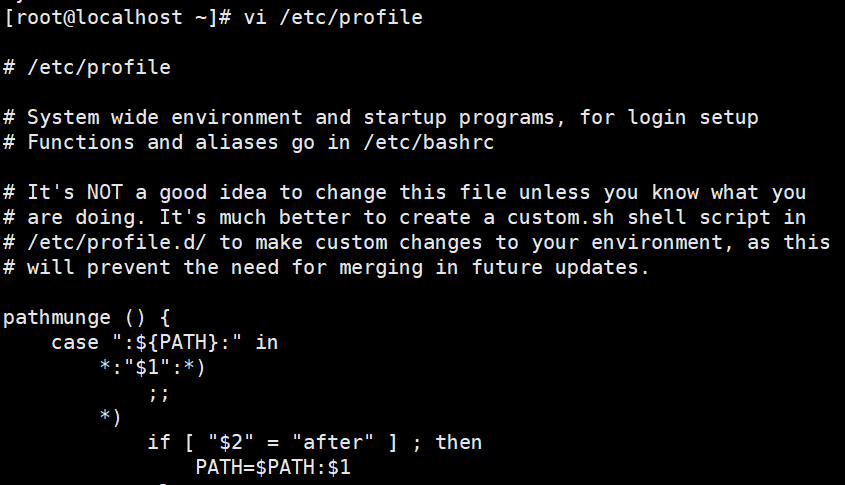 [root@localhost ~]# vi /etc/profile
# /etc/profile
# System wide environment and startup programs, for login setup
# Functions and aliases go in /etc/bashrc
# It's NOT a good idea to change this file unless you know what you
# are doing. It's much better to create a custom.sh shell script in
# /etc/profile.d/ to make custom changes to your environment, as this
# will prevent the need for merging in future updates.
pathmunge () {
    case ":${PATH}:" in
        *:"$1":*)
            ;;
        *)
            if [ "$2" = "after" ] ; then
                PATH=$PATH:$1